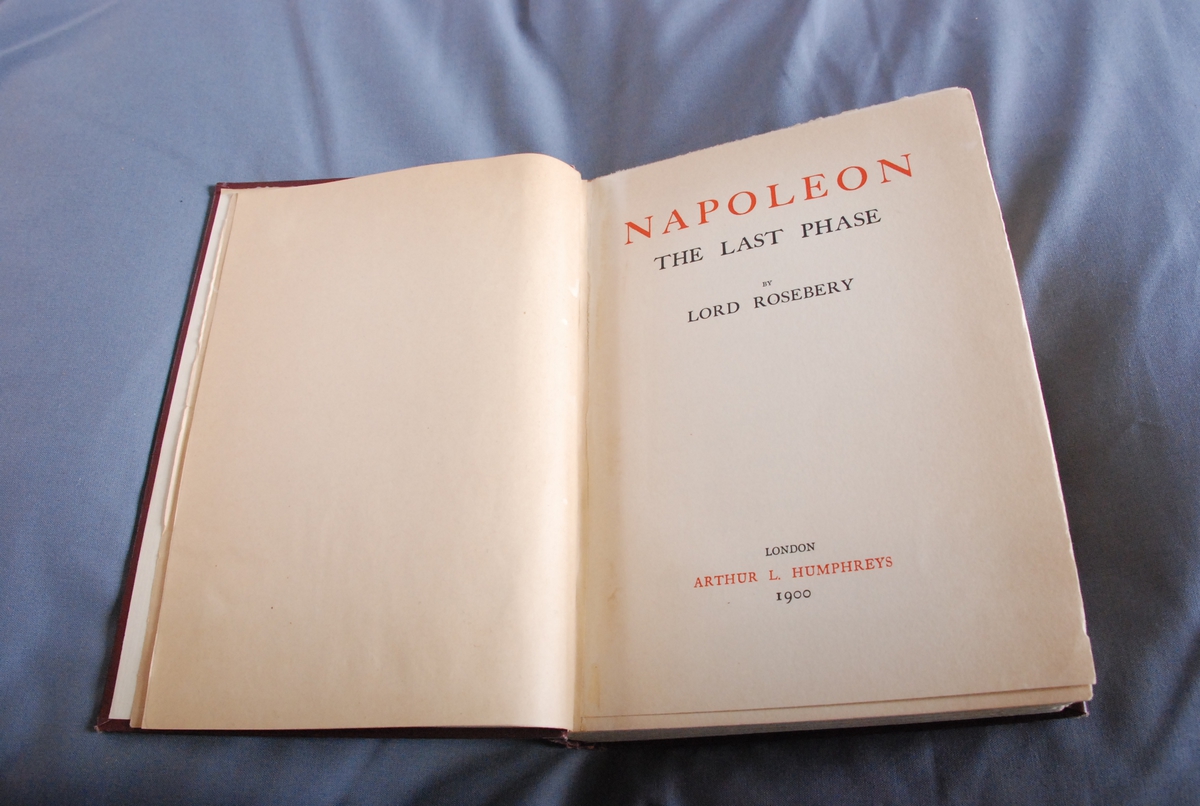 NAPOLEON
THE LAST PHASE
BY
LORD ROSEBERY
LONDON
ARTHUR L. HUMPHREYS
1900